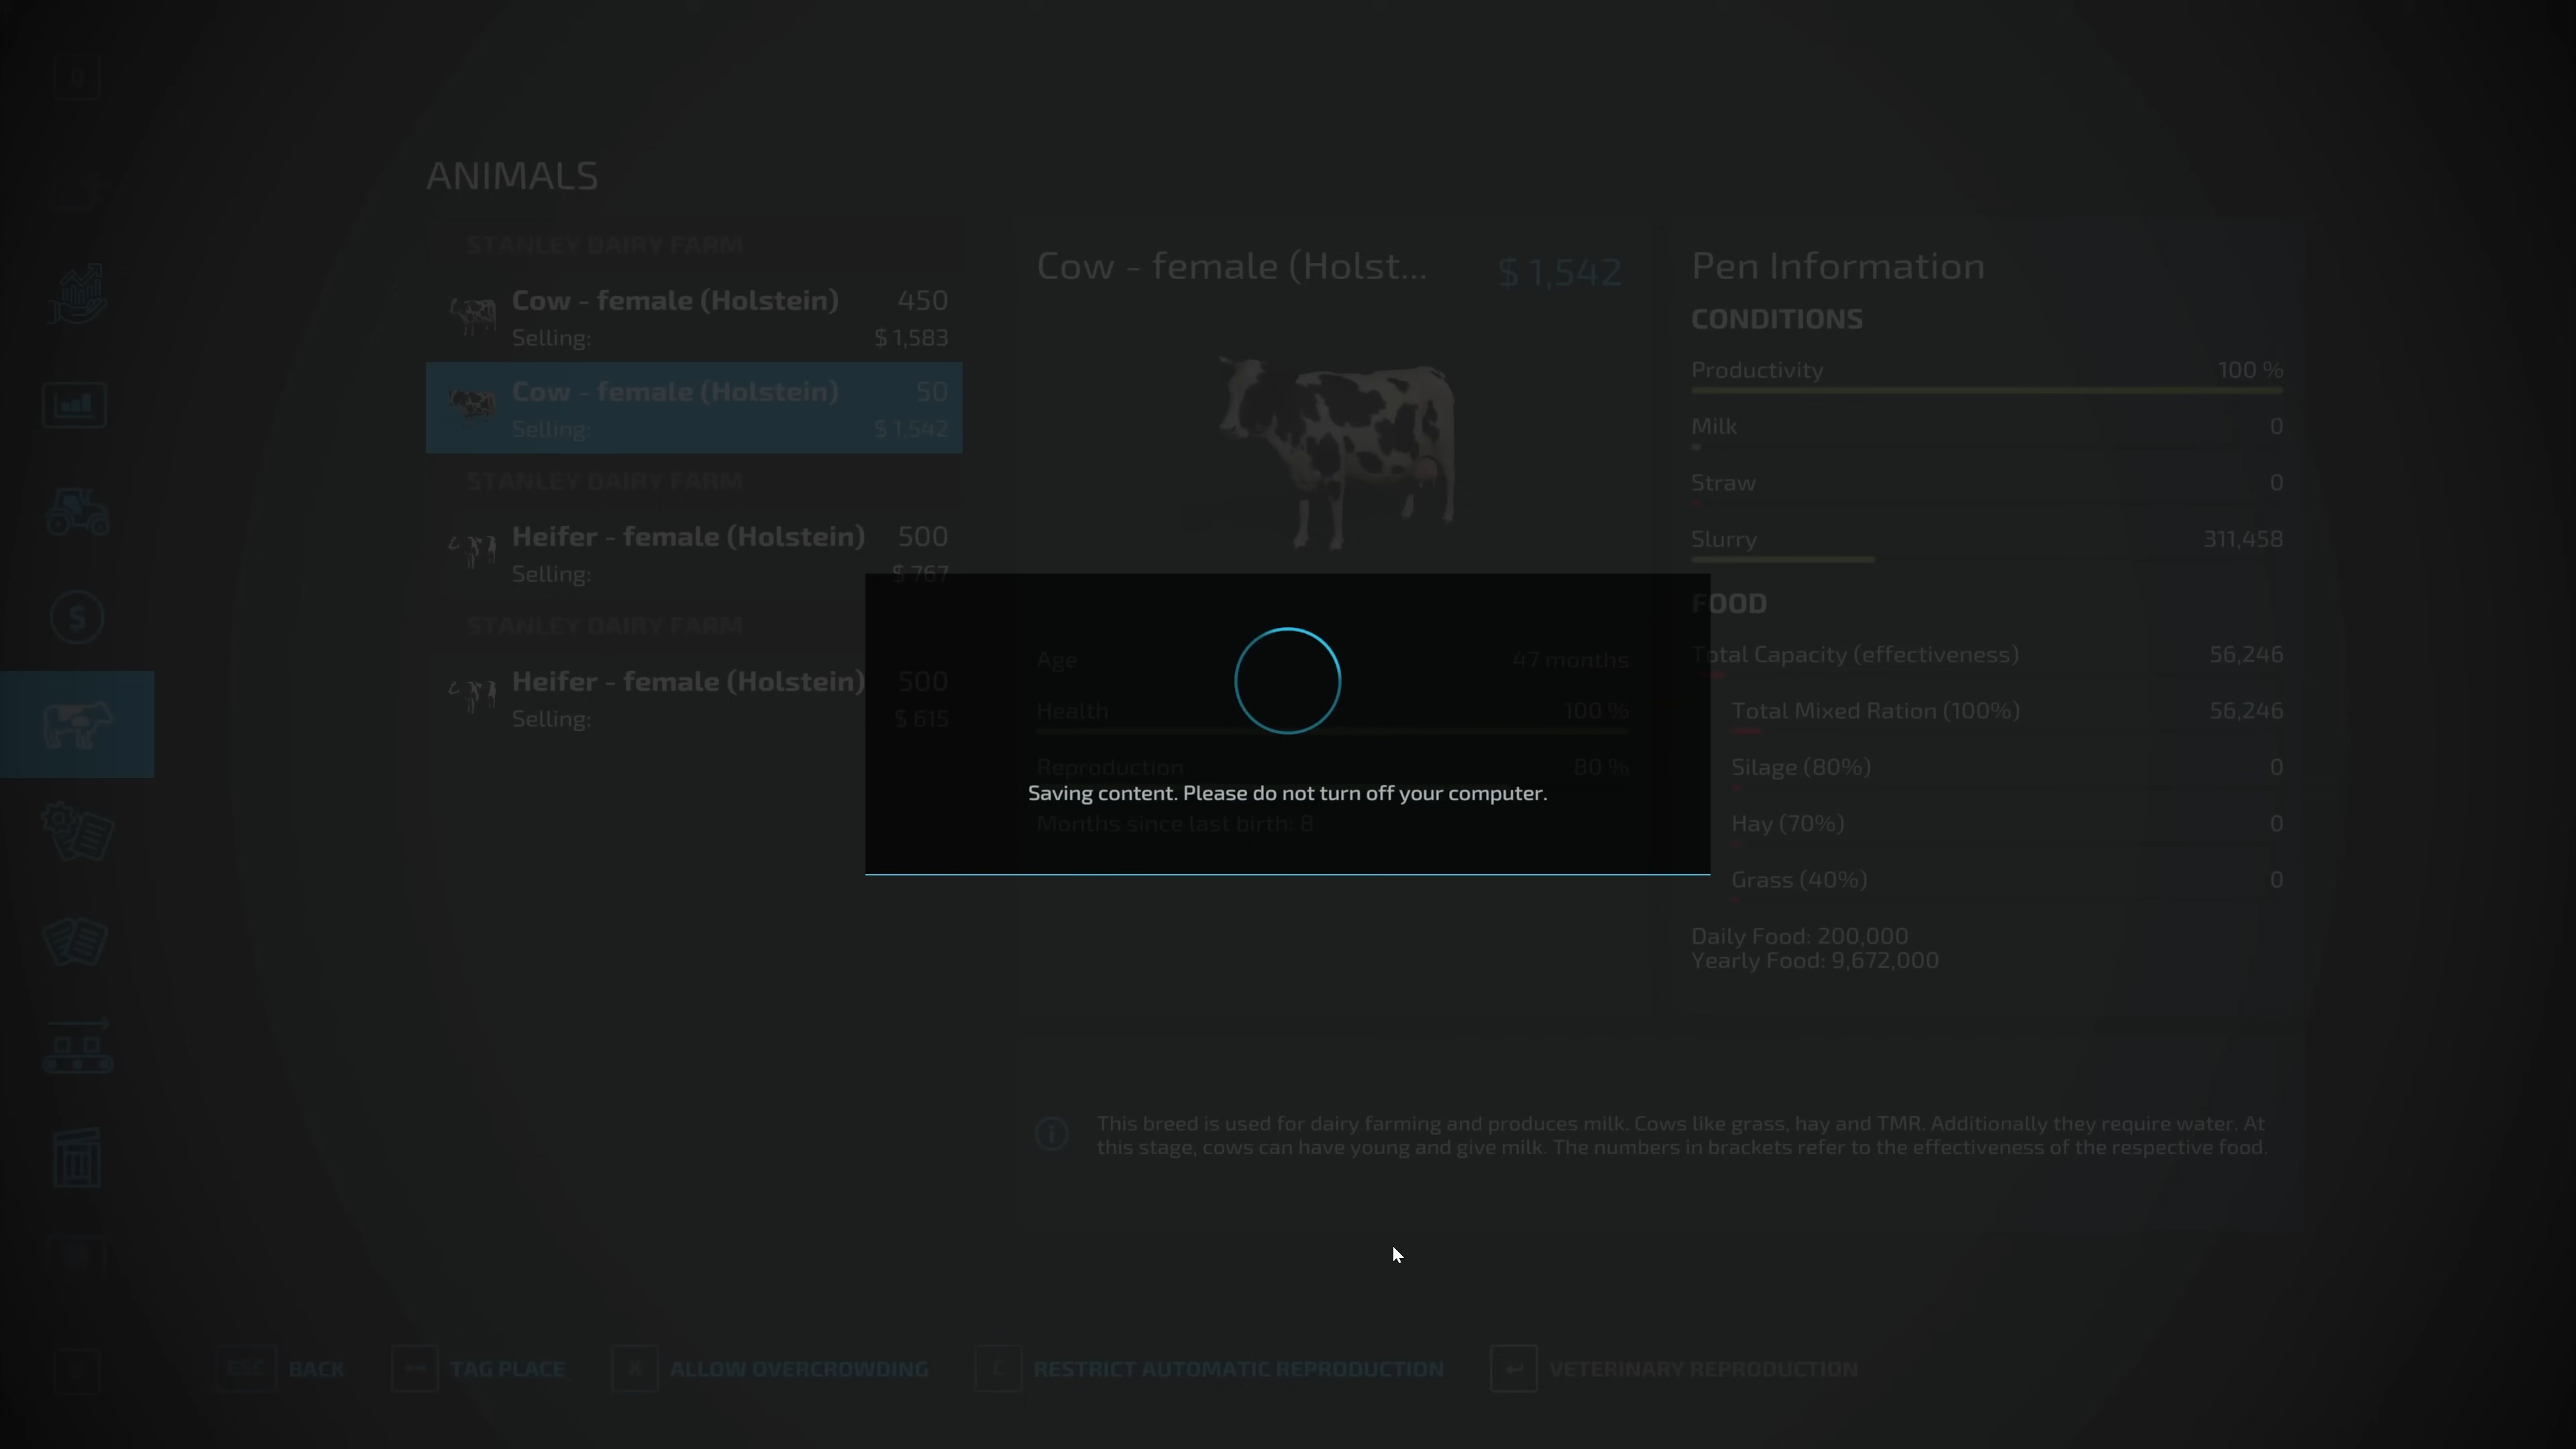 Q
ANIMALS
STANLEY DAIRY FARM
Cow - female (Holstein) 450
Selling: $ 1,583
Cow - female (Holstein) 50
Selling: $ 1,542
STANLEY DAIRY FARM
Heifer - female (Holstein) 500
Selling: $ 767
STANLEY DAIRY FARM
Heifer - female (Holstein) 500
Selling: $ 615
Cow - female (Holst... $ 1,542
Age 47 months
Health 100 %
Reproduction 80 %
Saving content. Please do not turn off your computer.
Months since last birth: 8
Pen Information
CONDITIONS
Productivity 100 %
Milk 0
Straw 0
Slurry 311,458
FOOD
Total Capacity (effectiveness) 56,246
Total Mixed Ration (100%) 56,246
Silage (80%) 0
Hay (70%) 0
Grass (40%) 0
Daily Food: 200,000
Yearly Food: 9,672,000
This breed is used for dairy farming and produces milk. Cows like grass, hay and TMR. Additionally they require water. At
this stage, cows can have young and give milk. The numbers in brackets refer to the effectiveness of the respective food.
ESC BACK TAG PLACE X ALLOW OVERCROWDING C RESTRICT AUTOMATIC REPRODUCTION VETERINARY REPRODUCTION